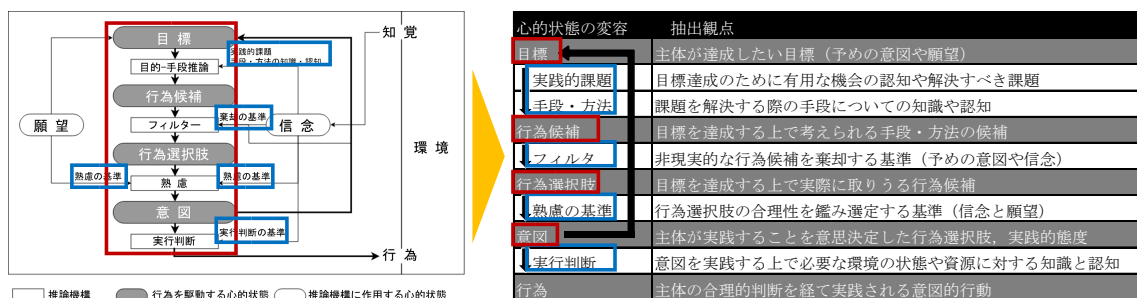 目 標
実践的課題
手段・方法の知識・認知
目的-手段推論
行為候補
棄却の基準
フィルター
願 望
信 念
行為選択肢
熟慮の基準
熟慮の基準
熟 慮
意 図
実行判断の基準
実行判断
知 覚
環 境
行 為
推論機構
行為を駆動する心的状態
推論機構に作用する心的状態
心的状態の変容 抽出観点
目標 主体が達成したい目標（予めの意図や願望）
実践的課題 目標達成のために有用な機会の認知や解決すべき課題
手段・方法 課題を解決する際の手段についての知識や認知
行為候補 目標を達成する上で考えられる手段・方法の候補
フィルタ 非現実的な行為候補を棄却する基準（予めの意図や信念）
行為選択肢 目標を達成する上で実際に取りうる行為候補
熟慮の基準 行為選択肢の合理性を鑑み選定する基準（信念と願望）
意図 主体が実践することを意思決定した行為選択肢，実践的態度
実行判断 意図を実践する上で必要な環境の状態や資源に対する知識と認知
行為 主体の合理的判断を経て実践される意図的行動